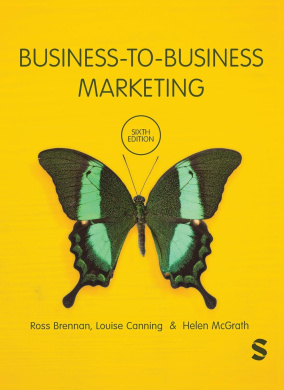 BUSINESS-TO-BUSINESS
MARKETING
SIXTH
EDITION
Ross Brennan, Louise Canning & Helen McGrath
S